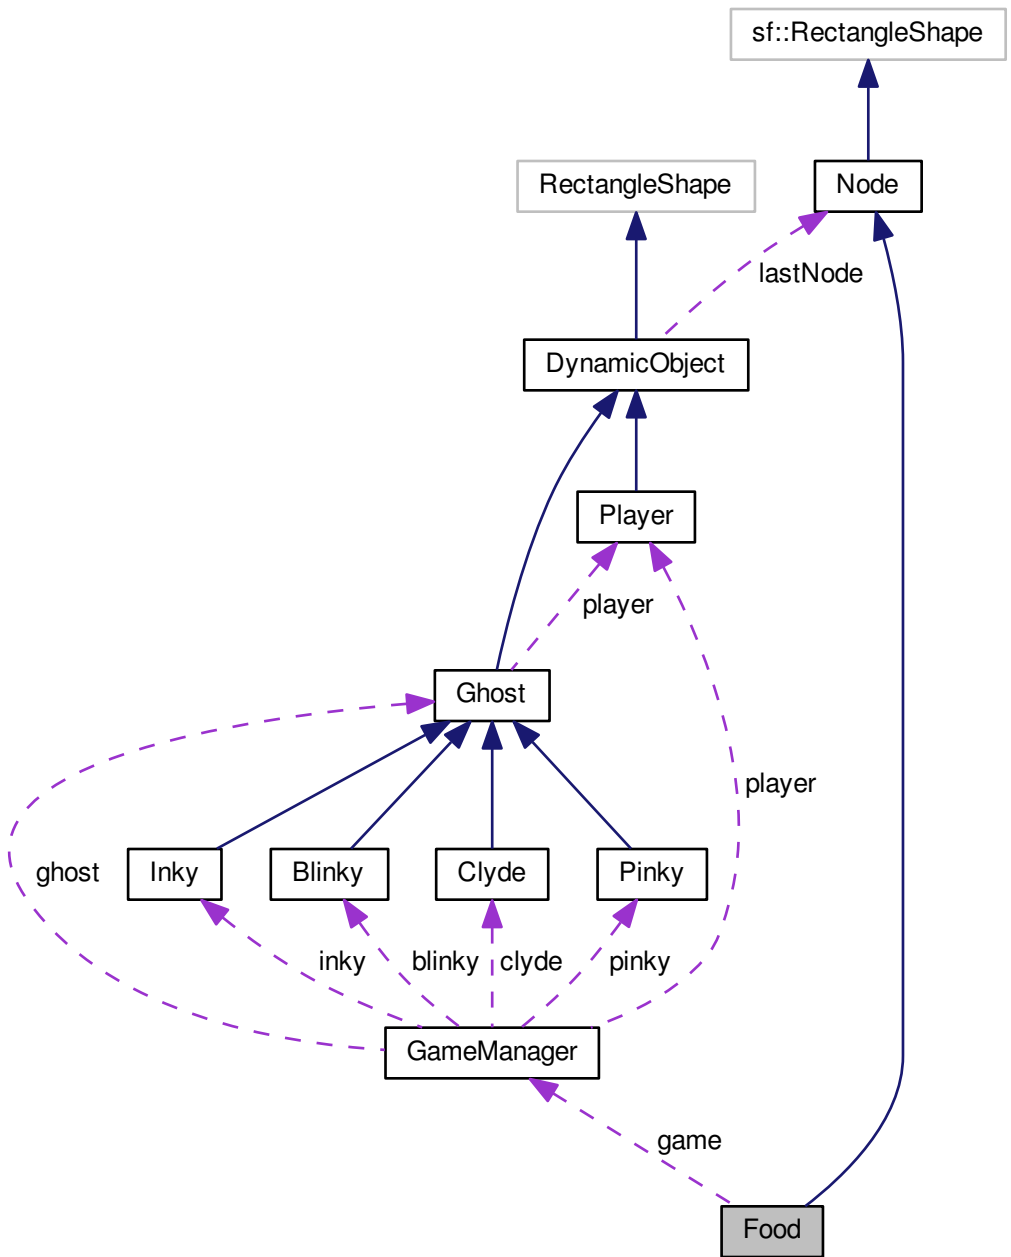 sf::RectangleShape
RectangleShape
Node
lastNode
DynamicObject
Player
player
Ghost
player
ghost
Inky
Blinky
Clyde
Pinky
inky
blinky
clyde
pinky
GameManager
game
Food